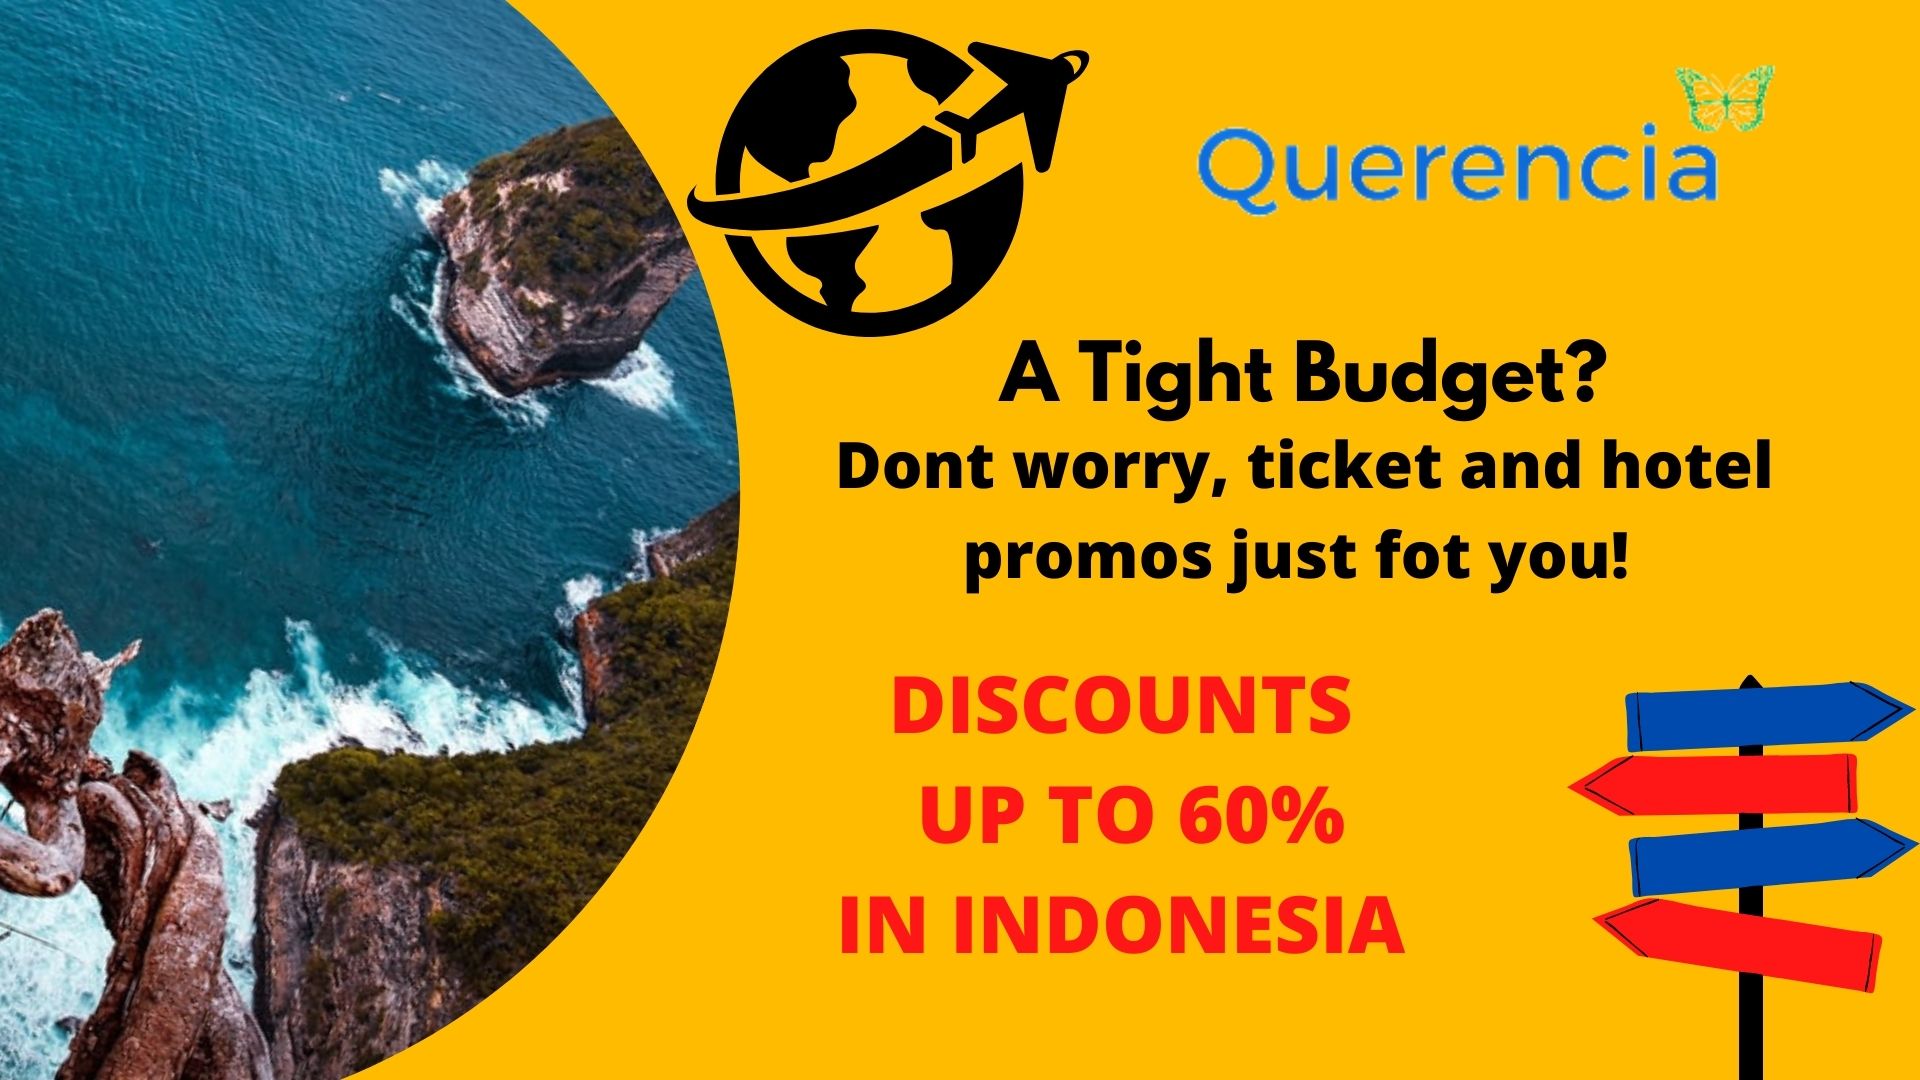 Querencia
A Tight Budget?
Dont worry, ticket and hotel
promos just fot you!
DISCOUNTS
UP TO 60%
IN INDONESIA